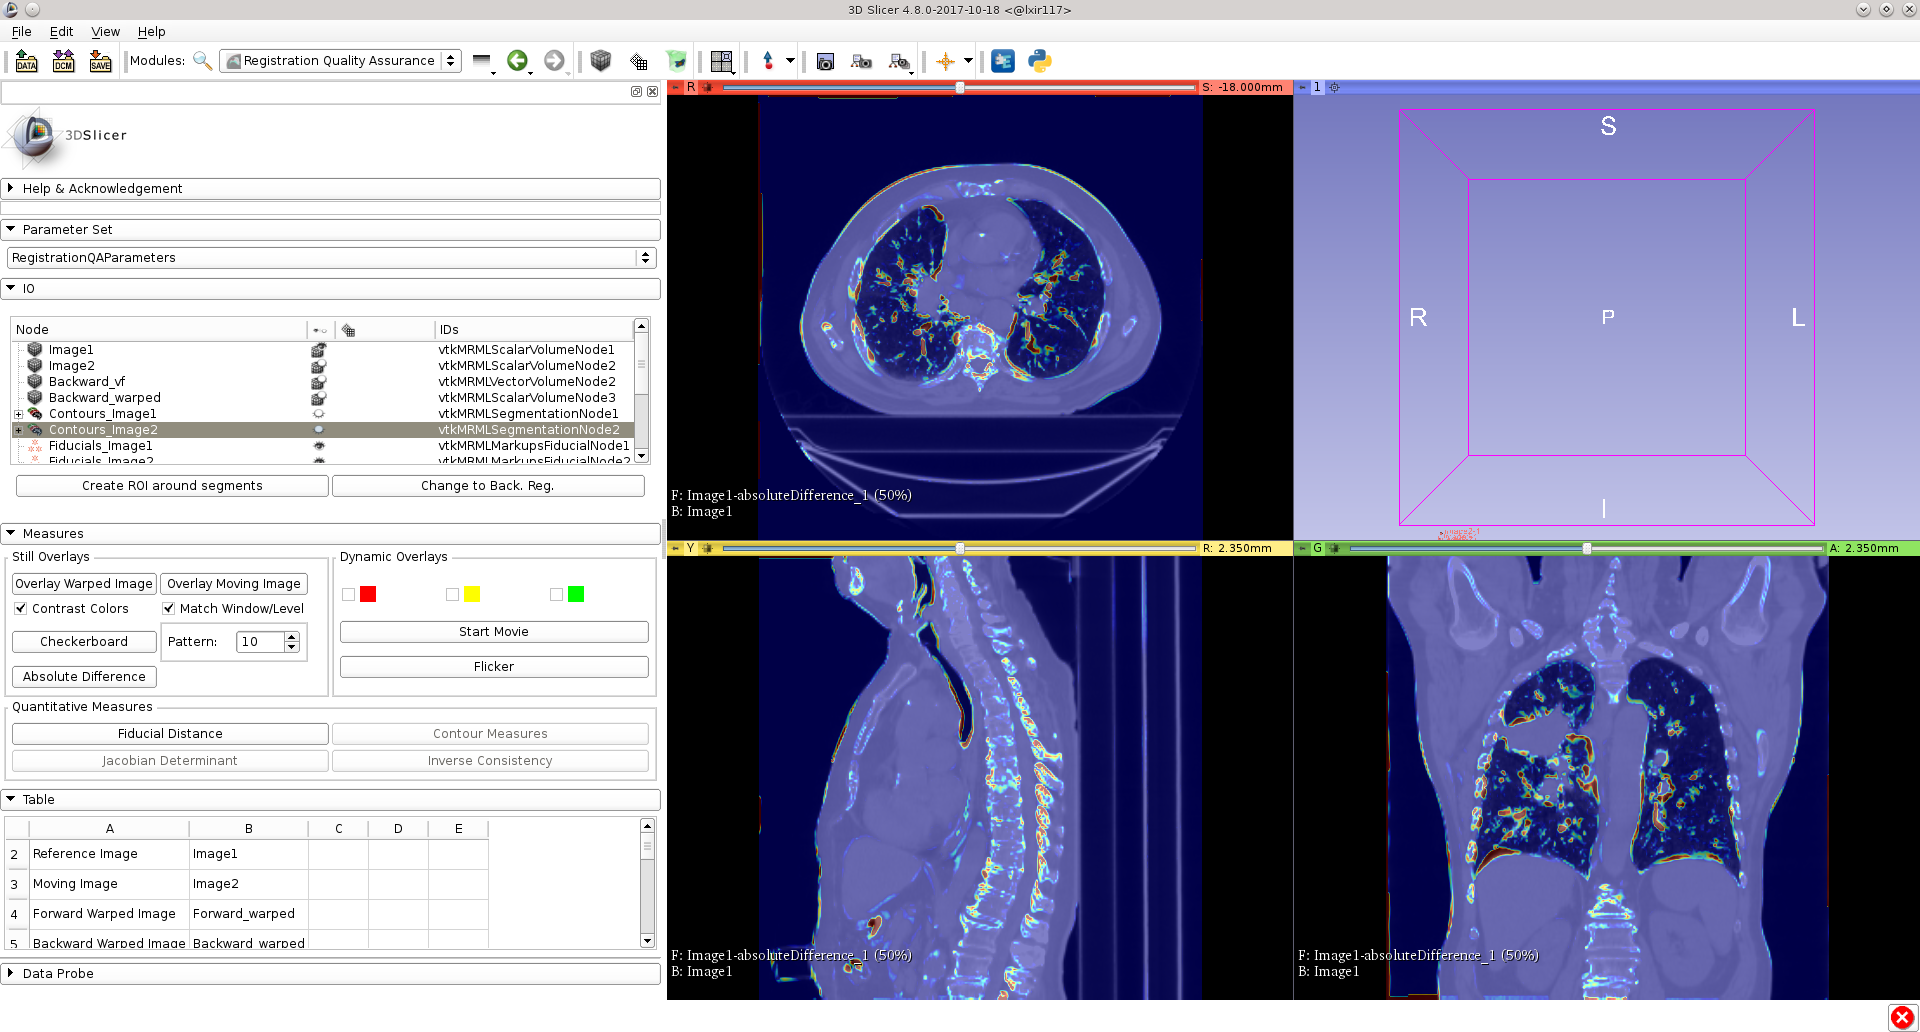 3D Slicer 4.8.0-2017-10-18 <@lxir117>
File Edit View Help
DATA DCM SAVE Modules: Registration Quality Assurance
3DSlicer
Help & Acknowledgement
Parameter Set
RegistrationQAParameters
IO
Node IDs
Image1 vtkMRMLScalarVolumeNode1
Image2 vtkMRMLScalarVolumeNode2
Backward_vf vtkMRMLVectorVolumeNode2
Backward_warped vtkMRMLScalarVolumeNode3
Contours_Image1 vtkMRMLSegmentationNode1
Contours_Image2 vtkMRMLSegmentationNode2
Fiducials_Image1 vtkMRMLMarkupsFiducialNode1
Fiducials_Image2 vtkMRMLMarkupsFiducialNode2
Create ROI around segments Change to Back. Reg.
Measures
Still Overlays
Overlay Warped Image Overlay Moving Image
Contrast Colors Match Window/Level
Checkerboard Pattern: 10
Absolute Difference
Dynamic Overlays
Start Movie
Flicker
Quantitative Measures
Fiducial Distance Contour Measures
Jacobian Determinant Inverse Consistency
Table
A B C D E
2 Reference Image Image1
3 Moving Image Image2
4 Forward Warped Image Forward_warped
5 Backward Warped Image Backward_warped
Data Probe
R S: -18.000mm
F: Image1-absoluteDifference_1 (50%)
B: Image1
1
S
R P L
I
Y R: 2.350mm
F: Image1-absoluteDifference_1 (50%)
B: Image1
G A: 2.350mm
F: Image1-absoluteDifference_1 (50%)
B: Image1